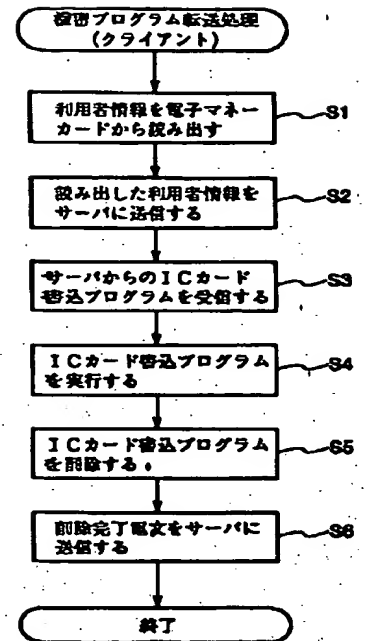 機密プログラム転送処理
(クライアント)
利用者情報を電子マネー
カードから読み出す
S1
読み出した利用者情報を
サーバに送信する
S2
サーバからのICカード
書込プログラムを受信する
S3
ICカード書込プログラム
を実行する
S4
ICカード書込プログラム
を削除する。
S5
削除完了電文をサーバに
送信する
S6
終了